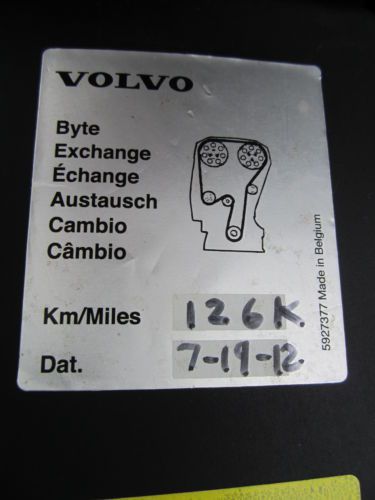 VOLVO
Byte
Exchange
Échange
Austausch
Cambio
Câmbio
Km/Miles 126K
Dat. 7-19-12
5927377 Made in Belgium